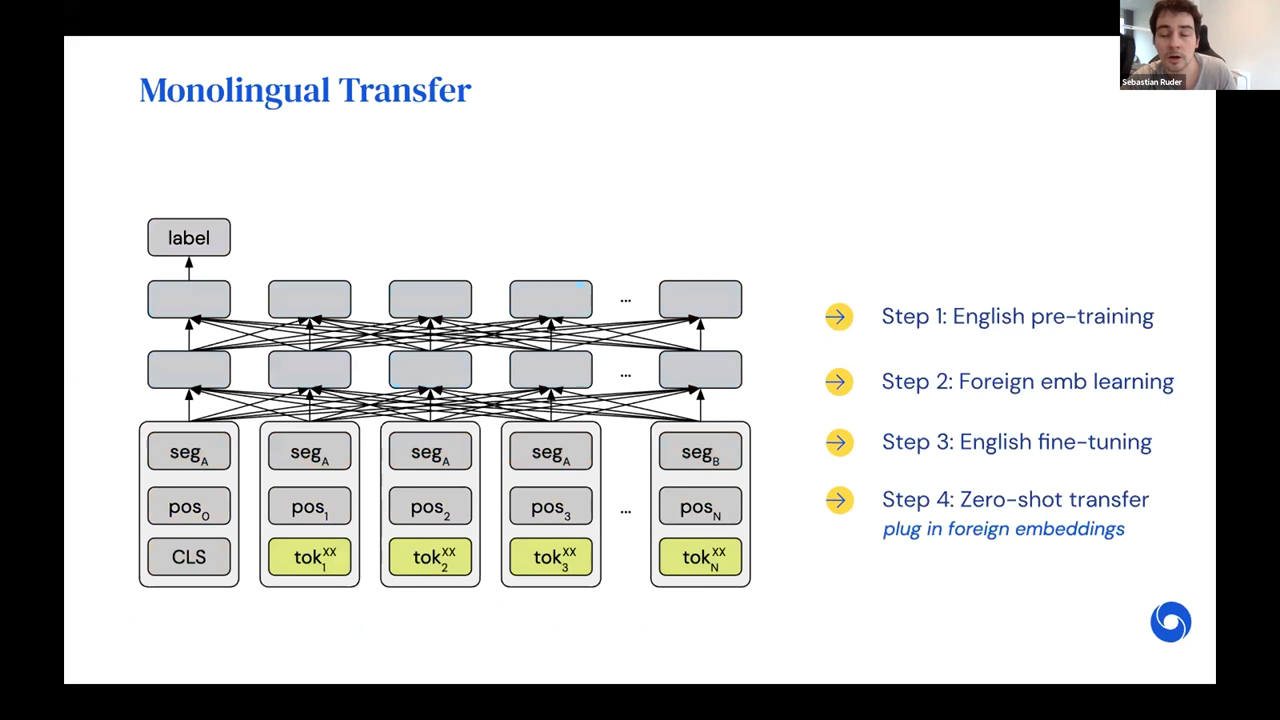 Sebastian Ruder
Monolingual Transfer
label
...
...
seg_A seg_A seg_A seg_A seg_B
pos_0 pos_1 pos_2 pos_3 ... pos_N
CLS tok_1^xx tok_2^xx tok_3^xx tok_N^xx
Step 1: English pre-training
Step 2: Foreign emb learning
Step 3: English fine-tuning
Step 4: Zero-shot transfer
plug in foreign embeddings